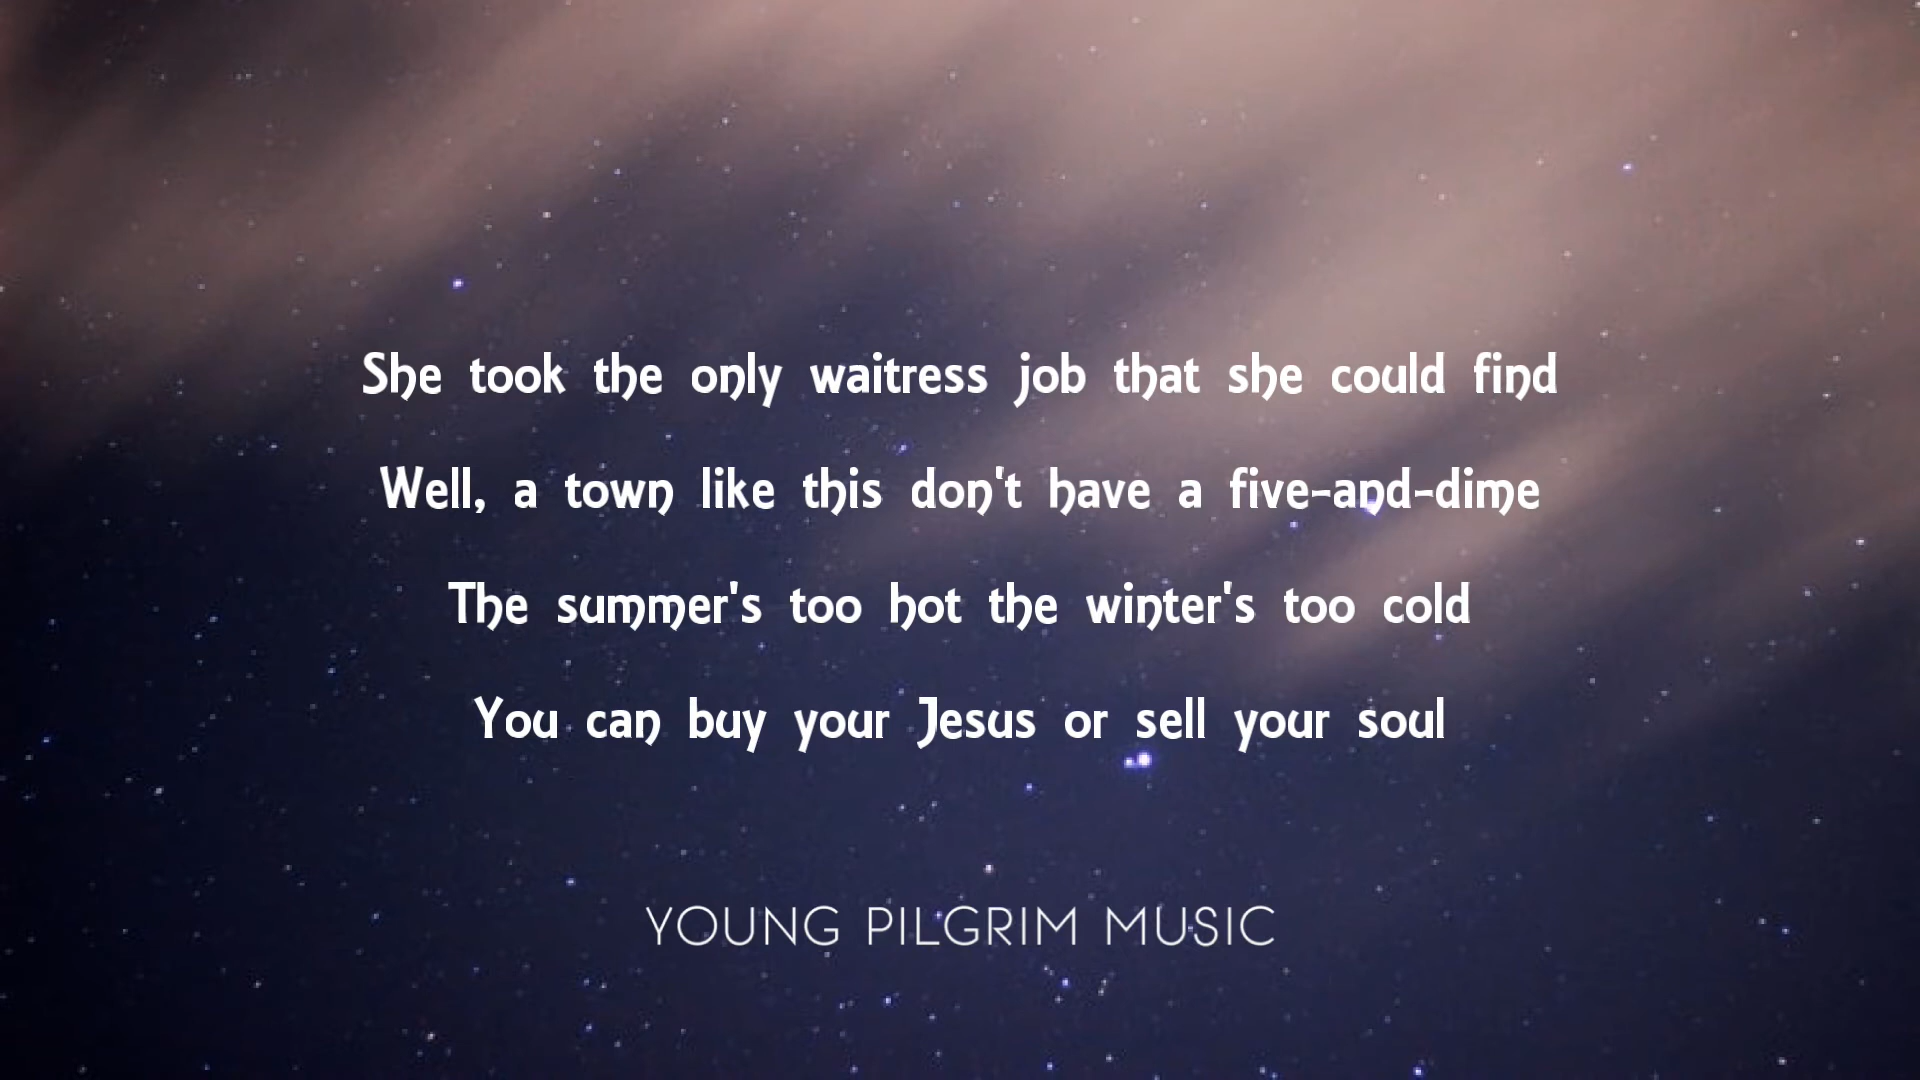 She took the only waitress job that she could find
Well, a town like this don't have a five-and-dime
The summer's too hot the winter's too cold
You can buy your Jesus or sell your soul
YOUNG PILGRIM MUSIC